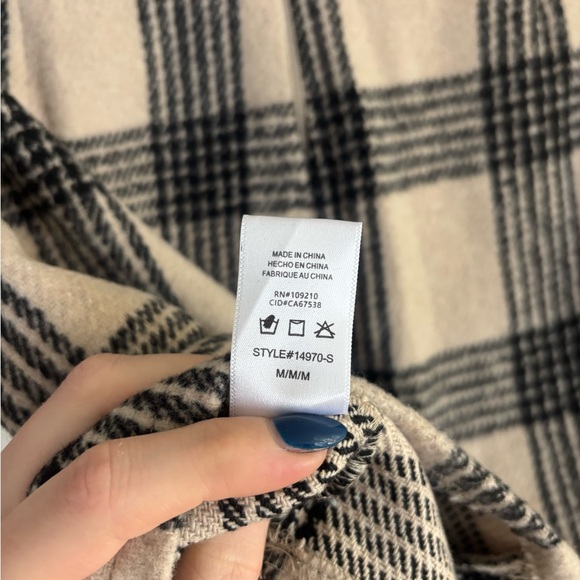 MADE IN CHINA
HECHO EN CHINA
FABRIQUE AU CHINA
RN#109210
CID#CA67538
STYLE#14970-S
M/M/M